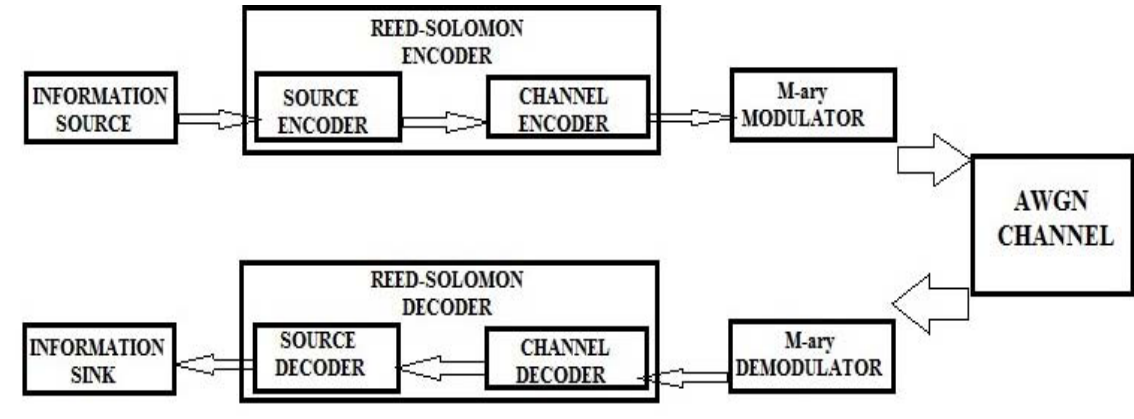 REED-SOLOMON
ENCODER
INFORMATION
SOURCE
SOURCE
ENCODER
CHANNEL
ENCODER
M-ary
MODULATOR
AWGN
CHANNEL
REED-SOLOMON
DECODER
INFORMATION
SINK
SOURCE
DECODER
CHANNEL
DECODER
M-ary
DEMODULATOR